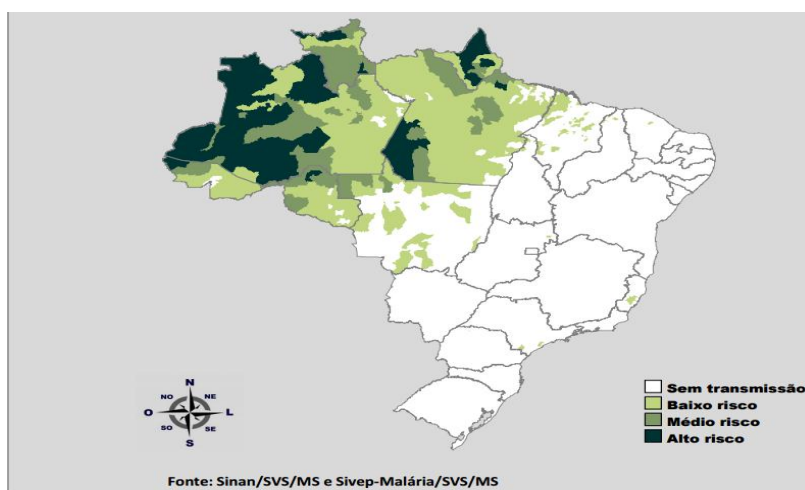 N
NO NE
O L
SO SE
S
Sem transmissão
Baixo risco
Médio risco
Alto risco
Fonte: Sinan/SVS/MS e Sivep-Malária/SVS/MS